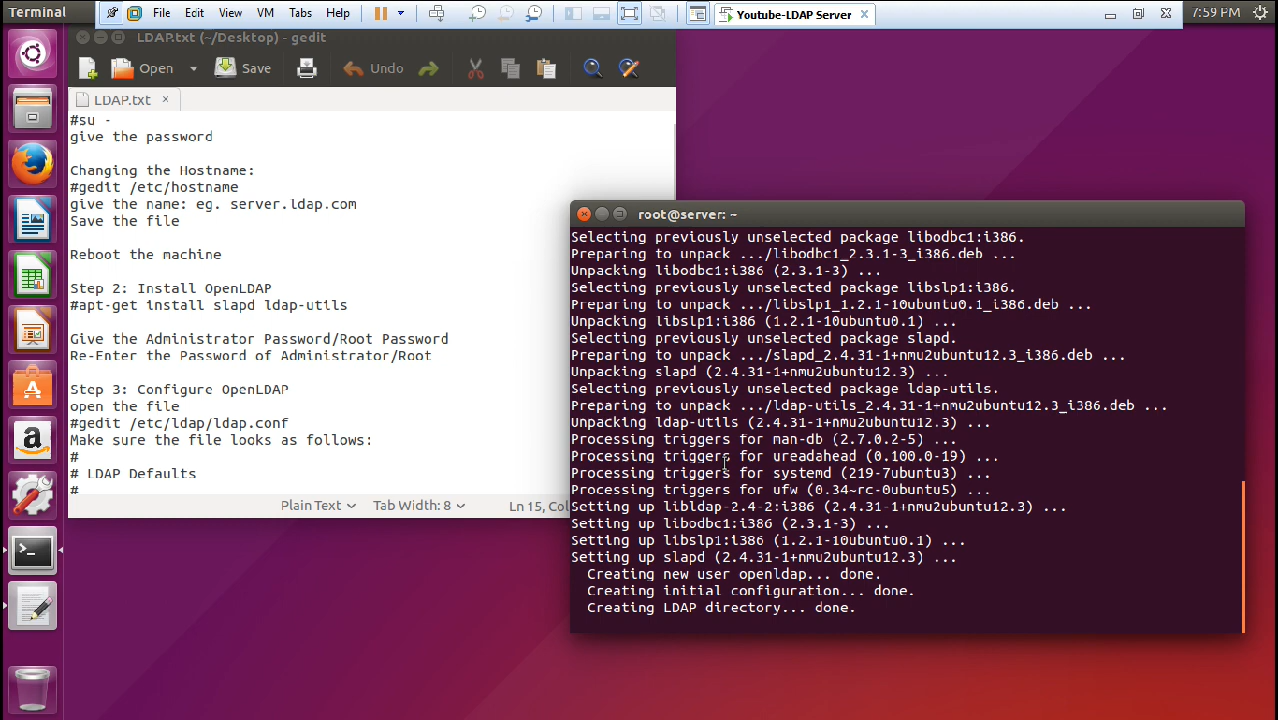 Terminal
File Edit View VM Tabs Help
Youtube-LDAP Server
7:59 PM
LDAP.txt (~/Desktop) - gedit
Open Save Undo
LDAP.txt ×
#su -
give the password
Changing the Hostname:
#gedit /etc/hostname
give the name: eg. server.ldap.com
Save the file
Reboot the machine
Step 2: Install OpenLDAP
#apt-get install slapd ldap-utils
Give the Administrator Password/Root Password
Re-Enter the Password of Administrator/Root
Step 3: Configure OpenLDAP
open the file
#gedit /etc/ldap/ldap.conf
Make sure the file looks as follows:
#
# LDAP Defaults
#
Plain Text Tab Width: 8 Ln 15, Co
root@server: ~
Selecting previously unselected package libodbc1:i386.
Preparing to unpack .../libodbc1_2.3.1-3_i386.deb ...
Unpacking libodbc1:i386 (2.3.1-3) ...
Selecting previously unselected package libslp1:i386.
Preparing to unpack .../libslp1_1.2.1-10ubuntu0.1_i386.deb ...
Unpacking libslp1:i386 (1.2.1-10ubuntu0.1) ...
Selecting previously unselected package slapd.
Preparing to unpack .../slapd_2.4.31-1+nmu2ubuntu12.3_i386.deb ...
Unpacking slapd (2.4.31-1+nmu2ubuntu12.3) ...
Selecting previously unselected package ldap-utils.
Preparing to unpack .../ldap-utils_2.4.31-1+nmu2ubuntu12.3_i386.deb ...
Unpacking ldap-utils (2.4.31-1+nmu2ubuntu12.3) ...
Processing triggers for man-db (2.7.0.2-5) ...
Processing triggers for ureadahead (0.100.0-19) ...
Processing triggers for systemd (219-7ubuntu3) ...
Processing triggers for ufw (0.34~rc-0ubuntu5) ...
Setting up libldap-2.4-2:i386 (2.4.31-1+nmu2ubuntu12.3) ...
Setting up libodbc1:i386 (2.3.1-3) ...
Setting up libslp1:i386 (1.2.1-10ubuntu0.1) ...
Setting up slapd (2.4.31-1+nmu2ubuntu12.3) ...
Creating new user openldap... done.
Creating initial configuration... done.
Creating LDAP directory... done.